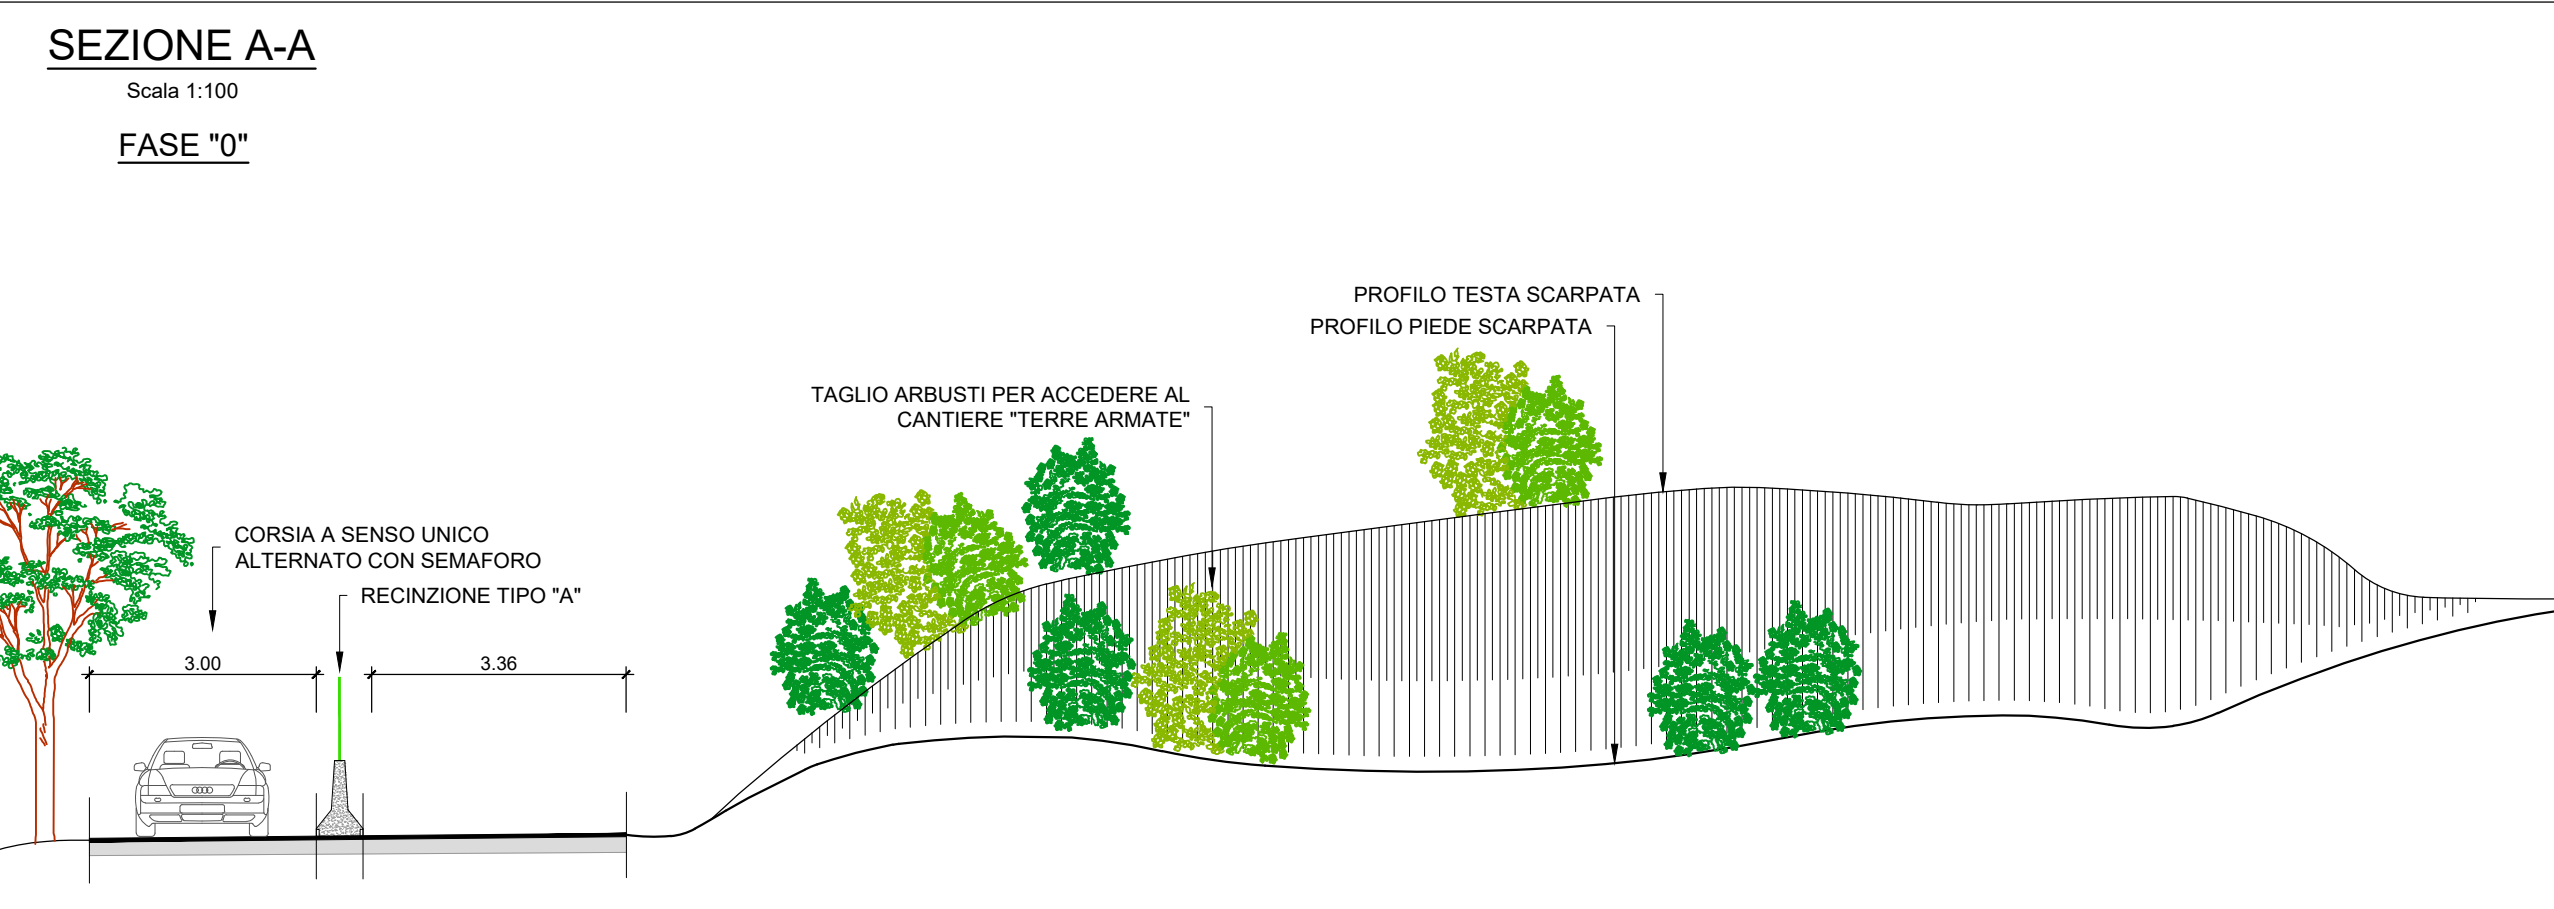 SEZIONE A-A
Scala 1:100
FASE "0"
PROFILO TESTA SCARPATA
PROFILO PIEDE SCARPATA
TAGLIO ARBUSTI PER ACCEDERE AL
CANTIERE "TERRE ARMATE"
CORSIA A SENSO UNICO
ALTERNATO CON SEMAFORO
RECINZIONE TIPO "A"
3.00
3.36